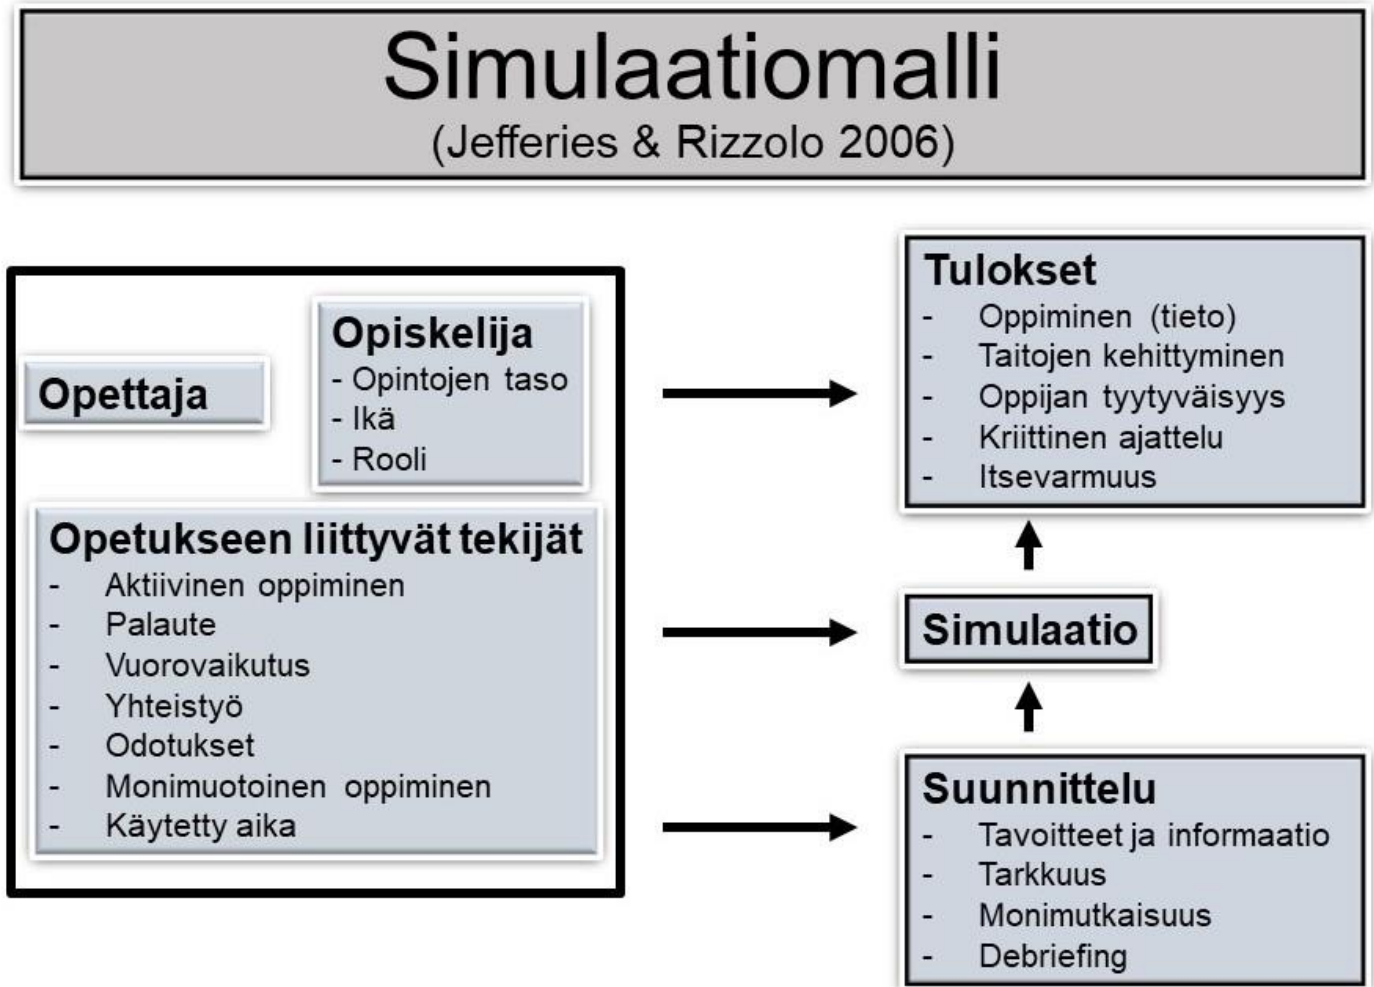 Simulaatiomalli
(Jefferies & Rizzolo 2006)
Opettaja
Opiskelija
- Opintojen taso
- Ikä
- Rooli
Opetukseen liittyvät tekijät
- Aktiivinen oppiminen
- Palaute
- Vuorovaikutus
- Yhteistyö
- Odotukset
- Monimuotoinen oppiminen
- Käytetty aika
Tulokset
- Oppiminen (tieto)
- Taitojen kehittyminen
- Oppijan tyytyväisyys
- Kriittinen ajattelu
- Itsevarmuus
Simulaatio
Suunnittelu
- Tavoitteet ja informaatio
- Tarkkuus
- Monimutkaisuus
- Debriefing